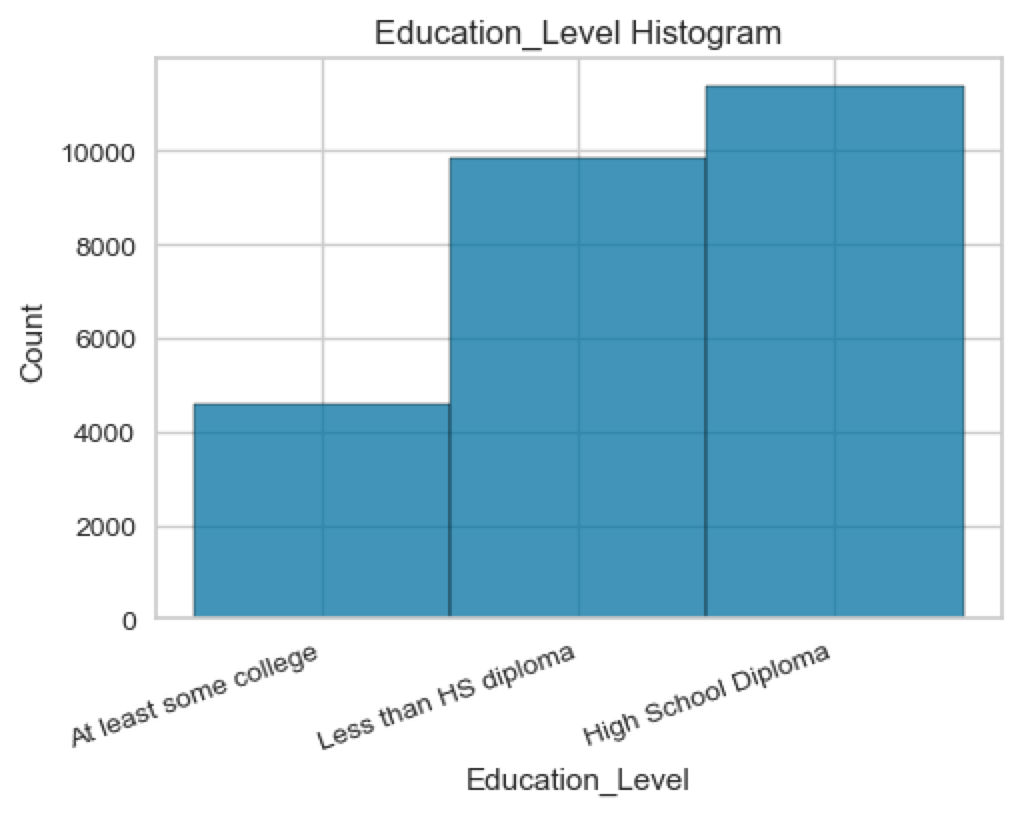 Education_Level Histogram
Count
10000
8000
6000
4000
2000
0
At least some college
Less than HS diploma
High School Diploma
Education_Level